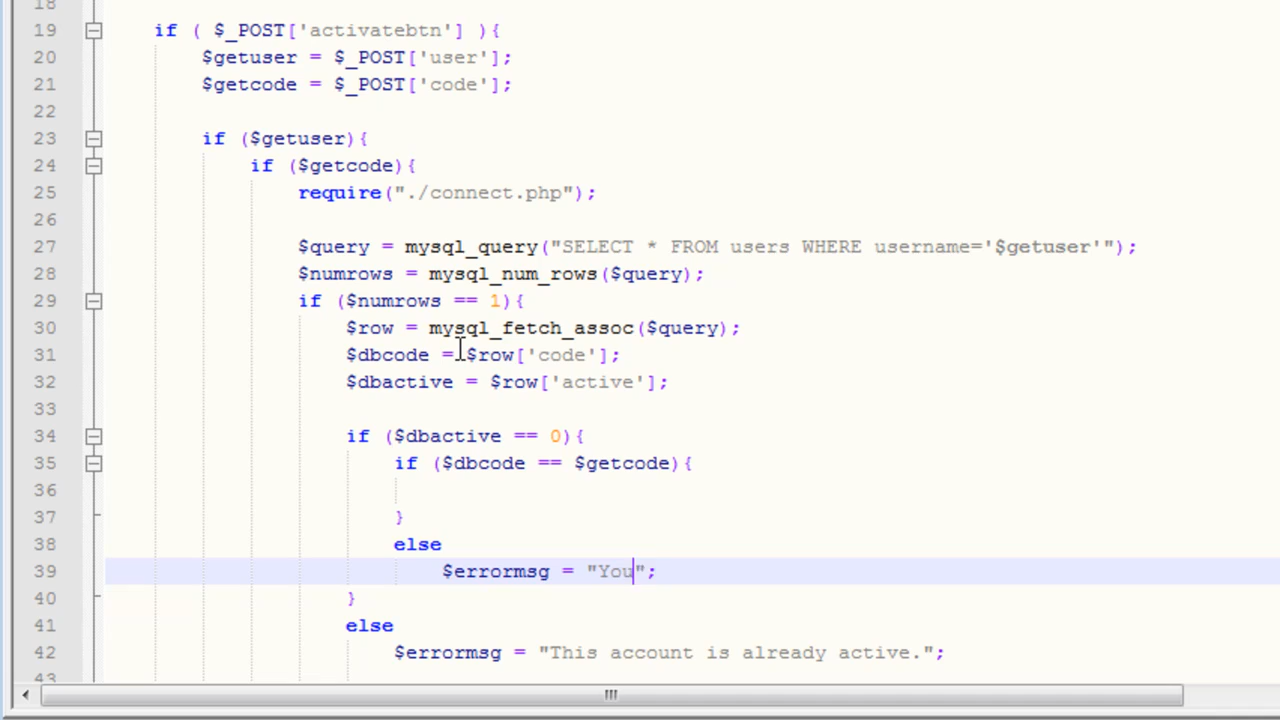 18
19 if ( $_POST['activatebtn'] ){
20 $getuser = $_POST['user'];
21 $getcode = $_POST['code'];
22
23 if ($getuser){
24 if ($getcode){
25 require("./connect.php");
26
27 $query = mysql_query("SELECT * FROM users WHERE username='$getuser'");
28 $numrows = mysql_num_rows($query);
29 if ($numrows == 1){
30 $row = mysql_fetch_assoc($query);
31 $dbcode = $row['code'];
32 $dbactive = $row['active'];
33
34 if ($dbactive == 0){
35 if ($dbcode == $getcode){
36
37 }
38 else
39 $errormsg = "You";
40 }
41 else
42 $errormsg = "This account is already active.";
43